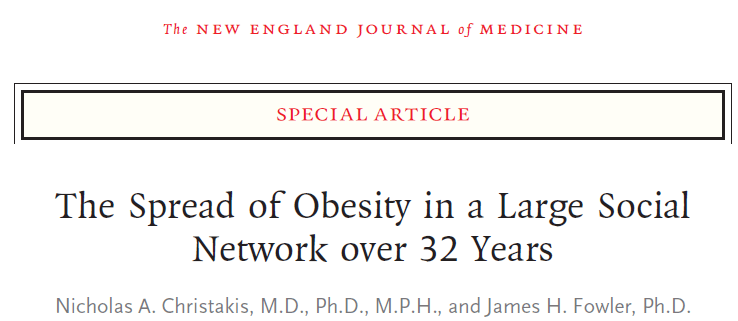 The NEW ENGLAND JOURNAL of MEDICINE
SPECIAL ARTICLE
The Spread of Obesity in a Large Social
Network over 32 Years
Nicholas A. Christakis, M.D., Ph.D., M.P.H., and James H. Fowler, Ph.D.